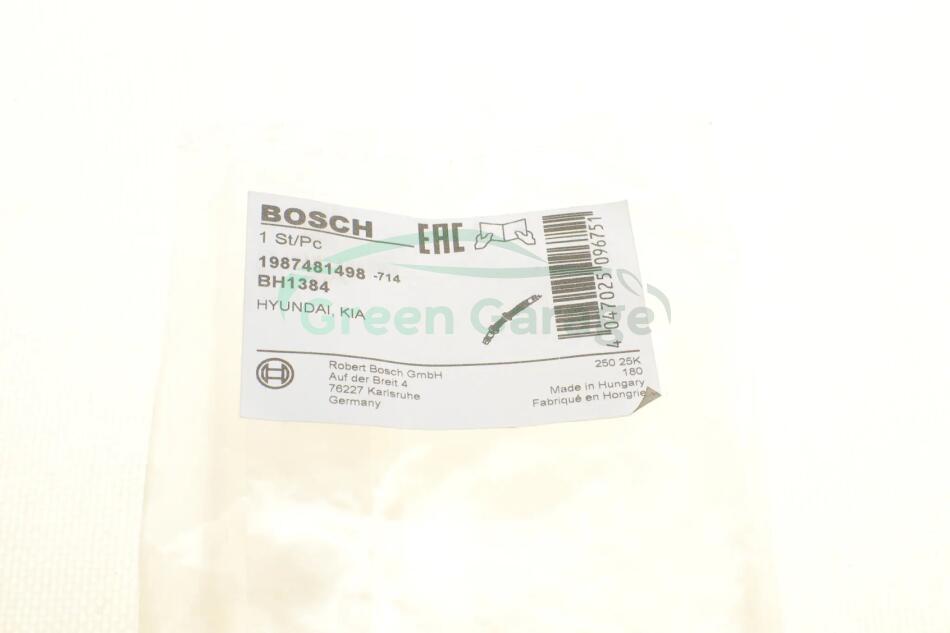 BOSCH
EAC
1 St/Pc
1987481498 -714
BH1384
HYUNDAI, KIA
4 047025 096751
Green Garage
Robert Bosch GmbH
Auf der Breit 4
76227 Karlsruhe
Germany
250 25K
180
Made in Hungary
Fabriqué en Hongrie